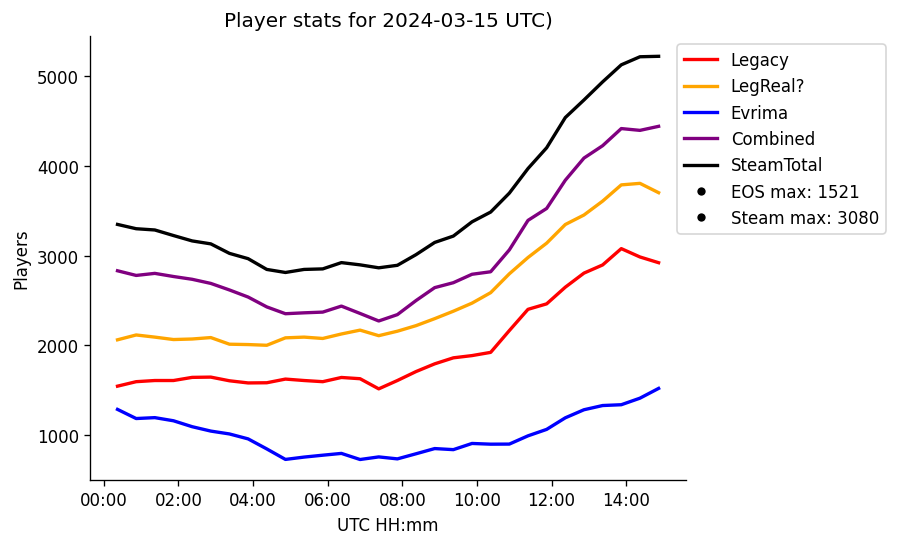 Player stats for 2024-03-15 UTC)
Legacy
LegReal?
Evrima
Combined
SteamTotal
EOS max: 1521
Steam max: 3080
Players
5000
4000
3000
2000
1000
00:00 02:00 04:00 06:00 08:00 10:00 12:00 14:00
UTC HH:mm